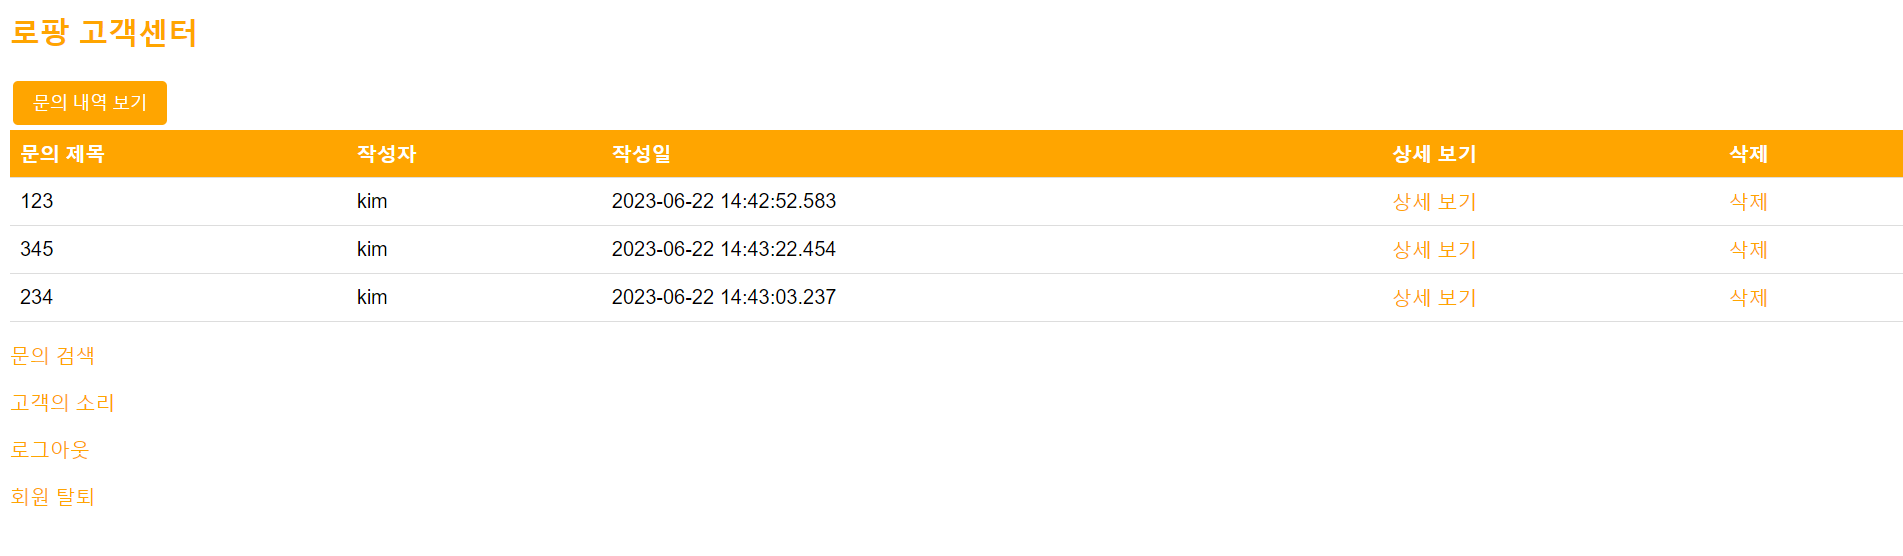 로팡 고객센터
문의 내역 보기
문의 제목 작성자 작성일 상세 보기 삭제
123 kim 2023-06-22 14:42:52.583 상세 보기 삭제
345 kim 2023-06-22 14:43:22.454 상세 보기 삭제
234 kim 2023-06-22 14:43:03.237 상세 보기 삭제
문의 검색
고객의 소리
로그아웃
회원 탈퇴